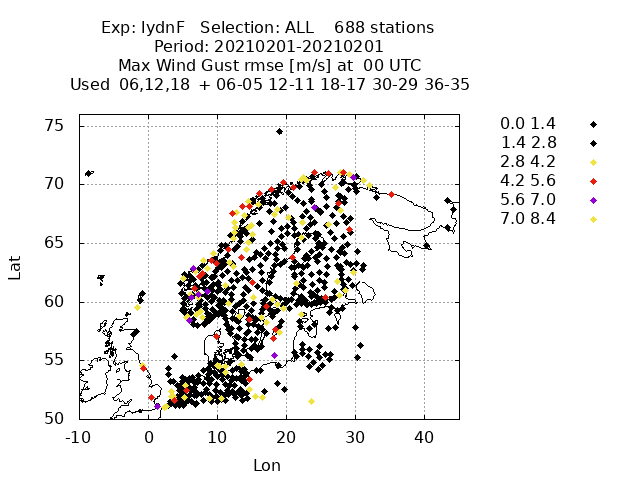 Exp: lydnF   Selection: ALL    688 stations
Period: 20210201-20210201
Max Wind Gust rmse [m/s] at  00 UTC
Used  06,12,18  + 06-05 12-11 18-17 30-29 36-35
75
70
65
60
55
50
-10 0 10 20 30 40
Lat
Lon
0.0 1.4
1.4 2.8
2.8 4.2
4.2 5.6
5.6 7.0
7.0 8.4